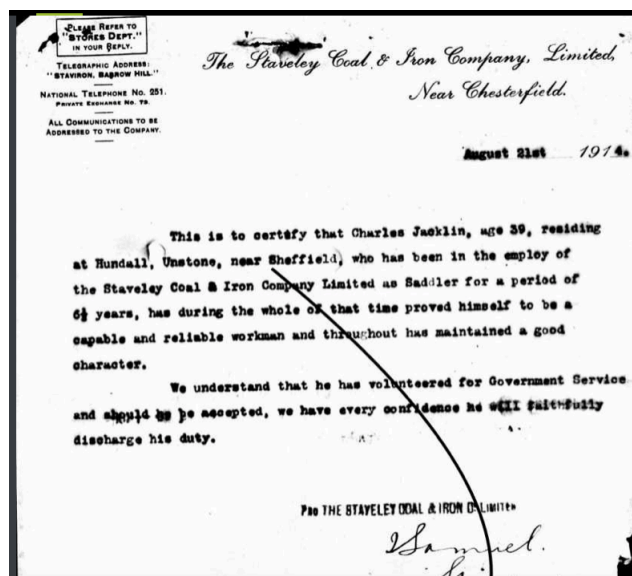 PLEASE REFER TO
"STORES DEPT."
IN YOUR REPLY.
TELEGRAPHIC ADDRESS:
"STAVIRON, BARROW HILL."
NATIONAL TELEPHONE No. 251.
PRIVATE EXCHANGE No. 78.
ALL COMMUNICATIONS TO BE
ADDRESSED TO THE COMPANY.
The Staveley Coal & Iron Company, Limited,
Near Chesterfield.
August 21st 1914.
This is to certify that Charles Jacklin, age 39, residing
at Hundall, Unstone, near Sheffield, who has been in the employ of
the Staveley Coal & Iron Company Limited as Saddler for a period of
6½ years, has during the whole of that time proved himself to be a
capable and reliable workman and throughout has maintained a good
character.
We understand that he has volunteered for Government Service
and should he be accepted, we have every confidence he will faithfully
discharge his duty.
PRO THE STAVELEY COAL & IRON Co LIMITED
Samuel.